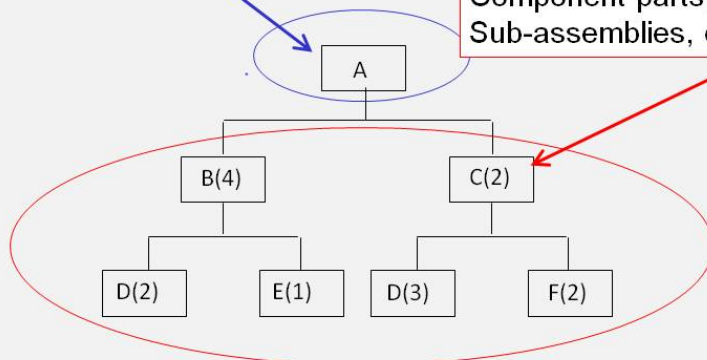 Component parts
Sub-assemblies,
A
B(4)
C(2)
D(2)
E(1)
D(3)
F(2)